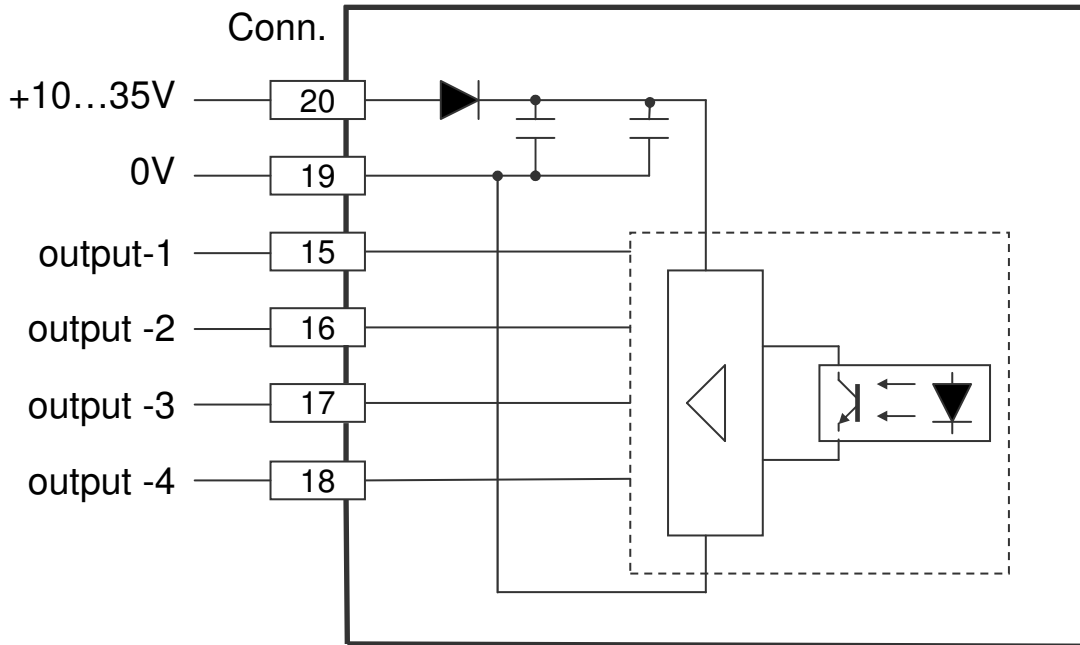 Conn.
+10...35V 20
0V 19
output-1 15
output -2 16
output -3 17
output -4 18